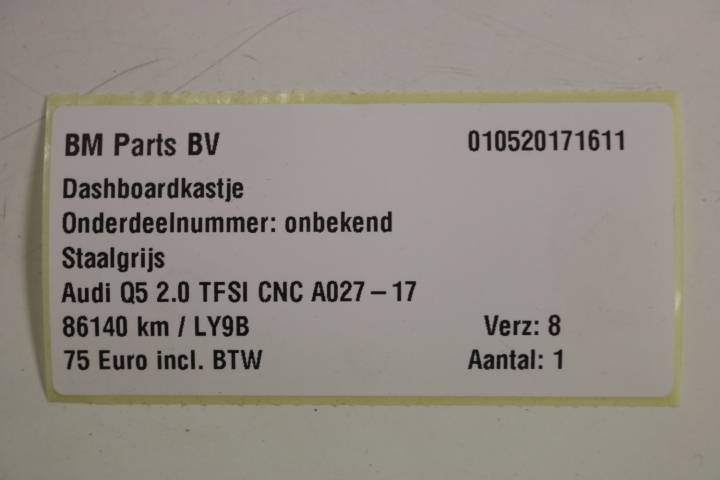 BM Parts BV 010520171611
Dashboardkastje
Onderdeelnummer: onbekend
Staalgrijs
Audi Q5 2.0 TFSI CNC A027 – 17
86140 km / LY9B Verz: 8
75 Euro incl. BTW Aantal: 1